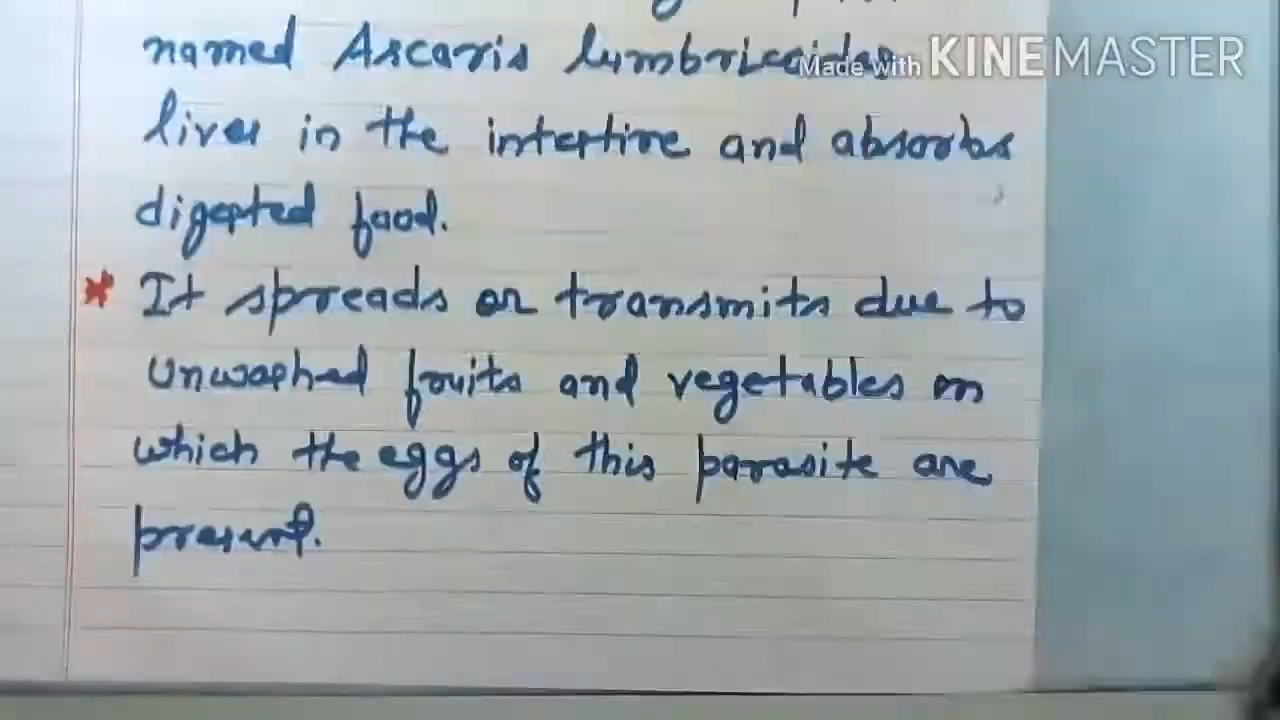 named Ascaris lumbricoides
Made with KINEMASTER
lives in the intestine and absorbs
digested food.
* It spreads or transmits due to
unwashed fruits and vegetables on
which the eggs of this parasite are
present.